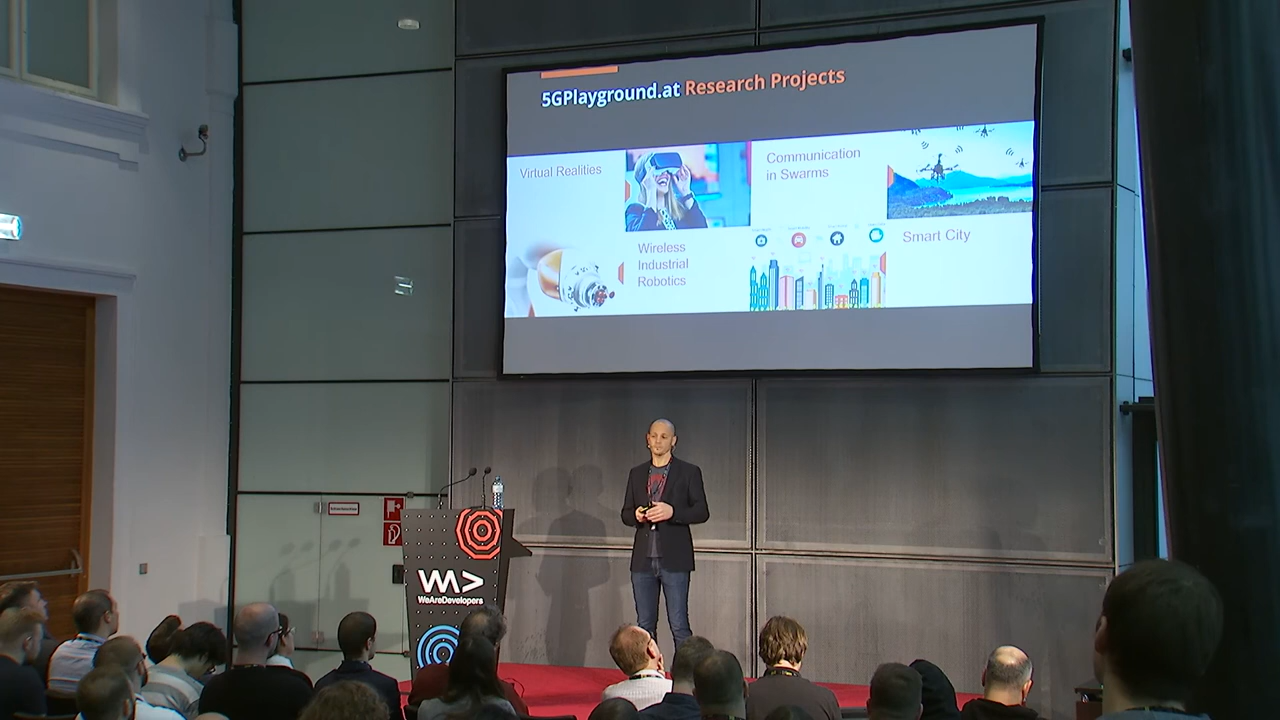 5GPlayground.at Research Projects
Virtual Realities
Communication
in Swarms
Wireless
Industrial
Robotics
Smart City
WeAreDevelopers